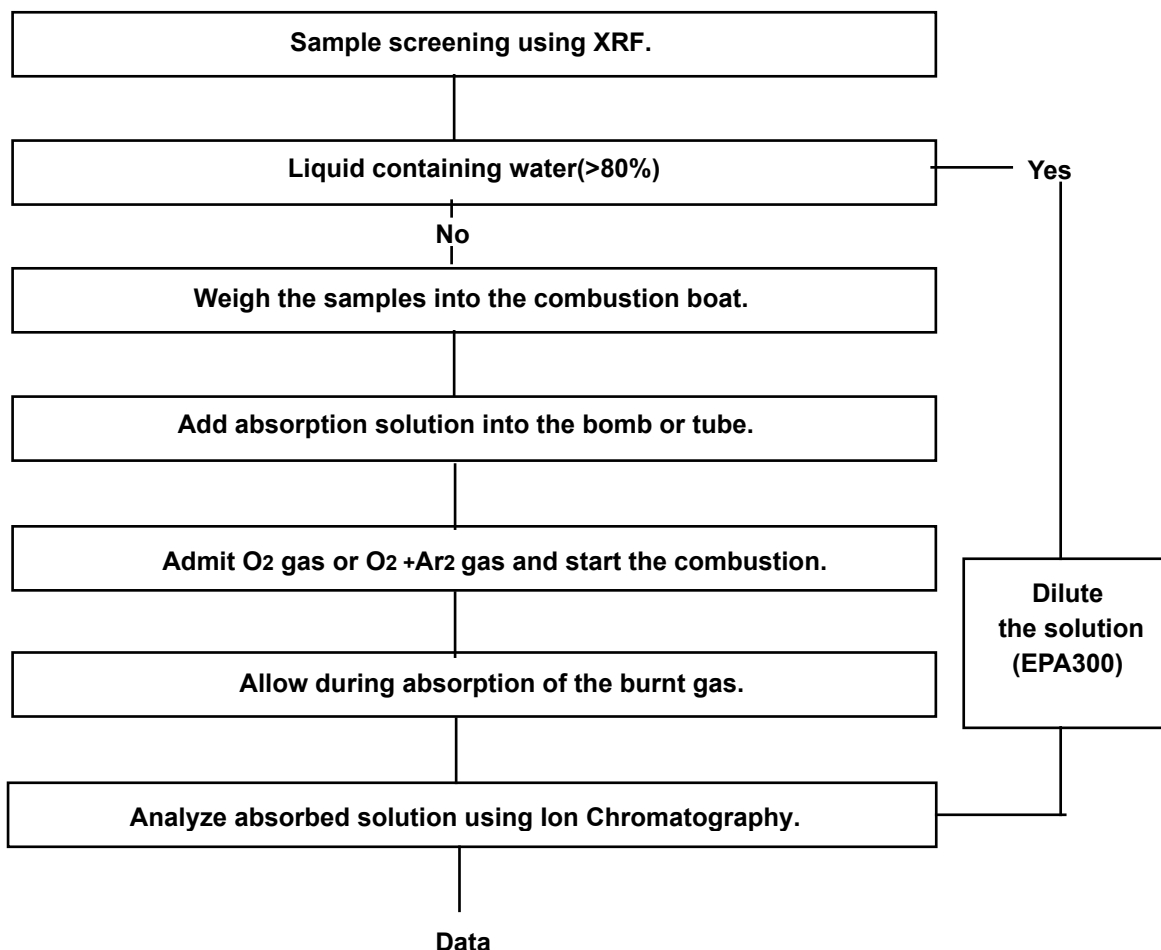 Sample screening using XRF.
Liquid containing water(>80%)
Yes
No
Weigh the samples into the combustion boat.
Add absorption solution into the bomb or tube.
Admit O2 gas or O2 +Ar2 gas and start the combustion.
Dilute
the solution
(EPA300)
Allow during absorption of the burnt gas.
Analyze absorbed solution using Ion Chromatography.
Data